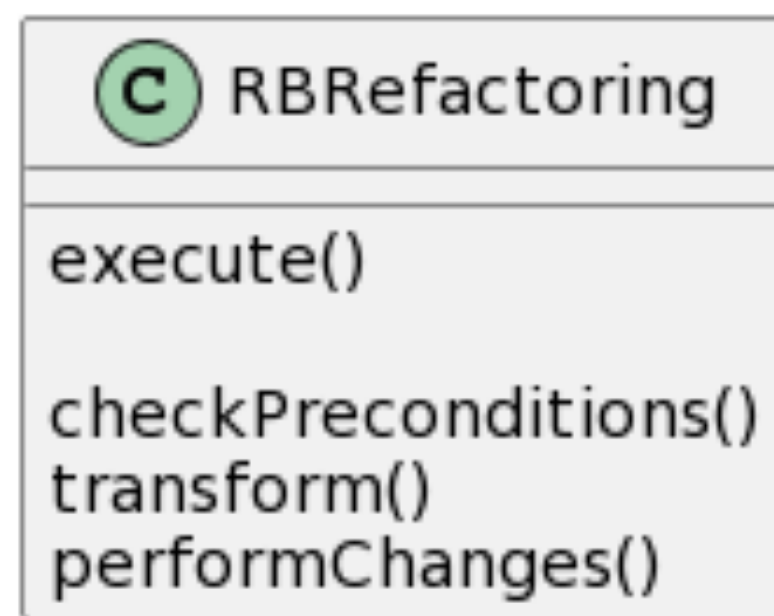 C RBRefactoring
execute()
checkPreconditions()
transform()
performChanges()